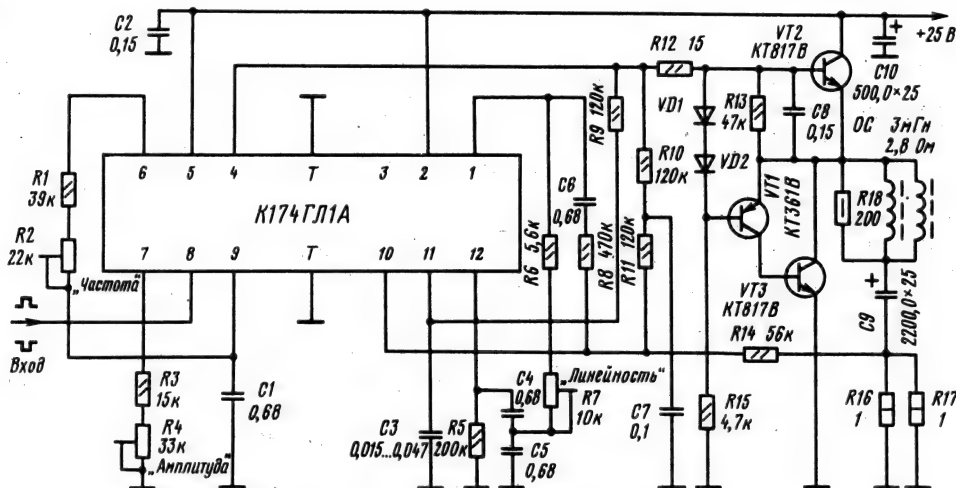 C2
0,15
R12 15
VT2
КТ817В
+
+25 В
C10
500,0×25
R9 120к
VD1
R13
47к
C8
0,15
ОС
3мГн
2,8 Ом
6
5
4
Т
3
2
1
R1
39к
К174ГЛ1А
C6
0,68
R10
120к
VD2
VT1
КТ361В
R18
200
R2
22к
7
8
9
Т
10
11
12
R6 5,6к
R8 470к
R11 120к
„Частота"
VT3
КТ817В
+
C9
2200,0×25
Вход
R14 56к
R3
15к
C1
0,68
„Линейность"
C4
0,68
R7
10к
R4
33к
„Амплитуда"
C3
0,015...0,047
R5
200к
C5
0,68
C7
0,1
R15
4,7к
R16
1
R17
1